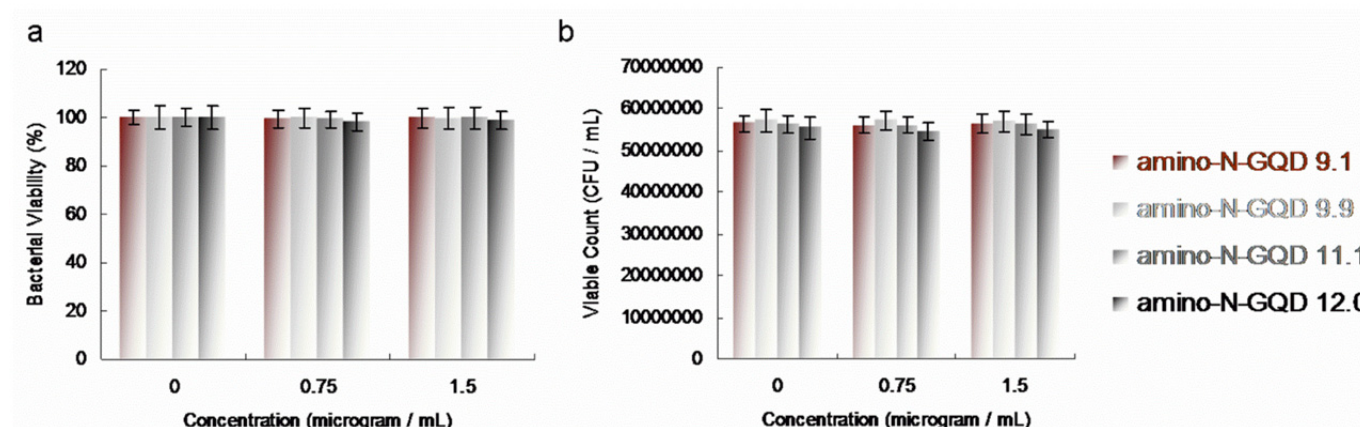 a
120
100
80
60
40
20
0
Bacterial Viability (%)
0 0.75 1.5
Concentration (microgram / mL)
b
70000000
60000000
50000000
40000000
30000000
20000000
10000000
0
Viable Count (CFU / mL)
0 0.75 1.5
Concentration (microgram / mL)
amino-N-GQD 9.1
amino-N-GQD 9.9
amino-N-GQD 11.1
amino-N-GQD 12.0